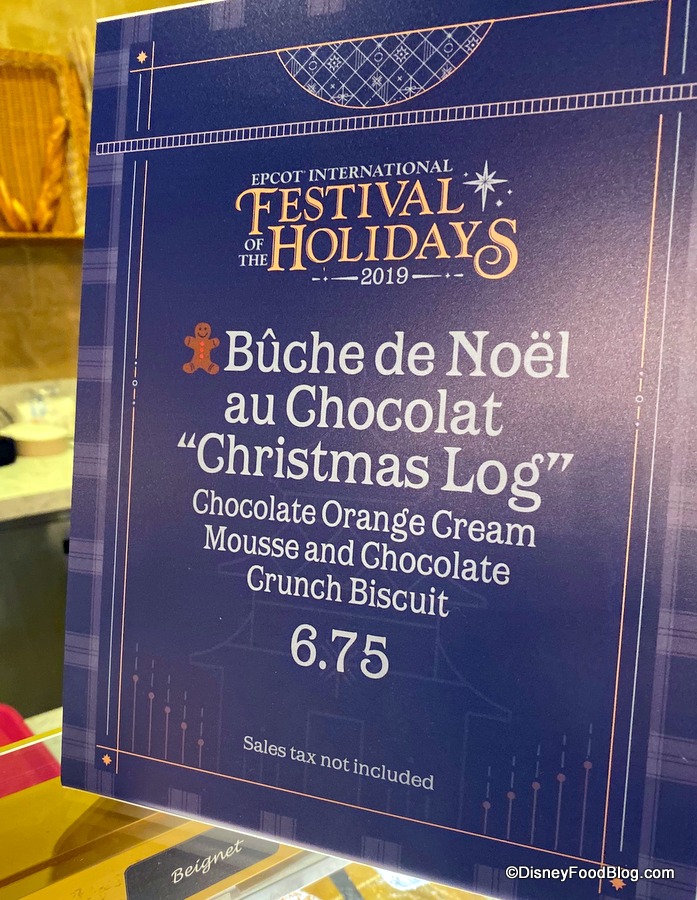 EPCOT® INTERNATIONAL
FESTIVAL
OF THE HOLIDAYS
2019
Bûche de Noël
au Chocolat
“Christmas Log”
Chocolate Orange Cream
Mousse and Chocolate
Crunch Biscuit
6.75
Sales tax not included
Beignet
©DisneyFoodBlog.com